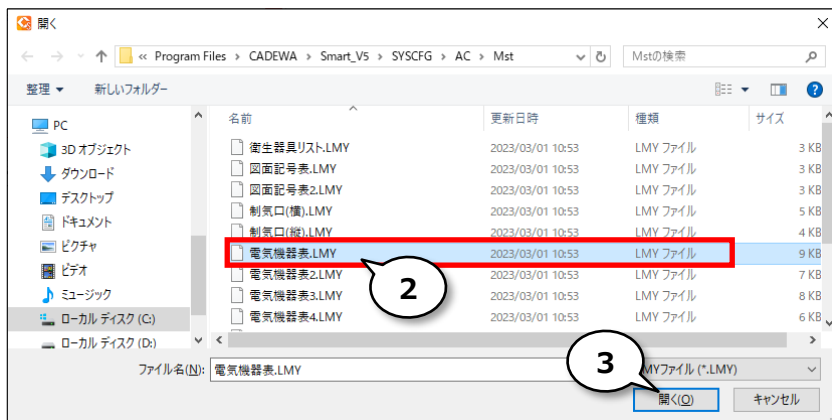 開く
« Program Files › CADEWA › Smart_V5 › SYSCFG › AC › Mst
Mstの検索
整理
新しいフォルダー
名前 更新日時 種類 サイズ
PC
3D オブジェクト
ダウンロード
デスクトップ
ドキュメント
ピクチャ
ビデオ
ミュージック
ローカル ディスク (C:)
ローカル ディスク (D:)
衛生器具リスト.LMY 2023/03/01 10:53 LMY ファイル 3 KB
図面記号表.LMY 2023/03/01 10:53 LMY ファイル 3 KB
図面記号表2.LMY 2023/03/01 10:53 LMY ファイル 3 KB
制気口(横).LMY 2023/03/01 10:53 LMY ファイル 5 KB
制気口(縦).LMY 2023/03/01 10:53 LMY ファイル 4 KB
電気機器表.LMY 2023/03/01 10:53 LMY ファイル 9 KB
電気機器表2.LMY 2023/03/01 10:53 LMY ファイル 7 KB
電気機器表3.LMY 2023/03/01 10:53 LMY ファイル 8 KB
電気機器表4.LMY 2023/03/01 10:53 LMY ファイル 6 KB
2
3
ファイル名(N): 電気機器表.LMY
MYファイル (*.LMY)
開く(O)
キャンセル